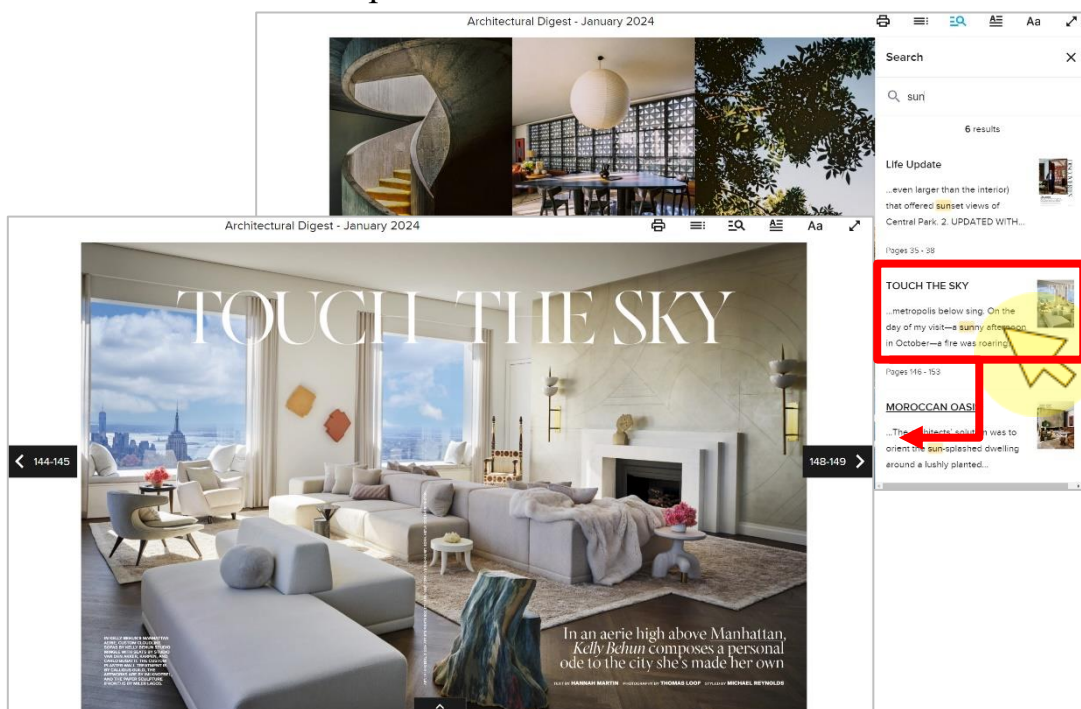 Architectural Digest - January 2024
Aa
Search
sun
6 results
Life Update
...even larger than the interior)
that offered sunset views of
Central Park. 2. UPDATED WITH...
Pages 35 - 38
TOUCH THE SKY
...metropolis below sing. On the
day of my visit—a sunny afternoon
in October—a fire was roaring
Pages 146 - 153
MOROCCAN OASIS
...The architects' solution was to
orient the sun-splashed dwelling
around a lushly planted...
Architectural Digest - January 2024
Aa
TOUCH THE SKY
144-145
148-149
In an aerie high above Manhattan,
Kelly Behun composes a personal
ode to the city she's made her own
TEXT BY HANNAH MARTIN PHOTOGRAPHY BY THOMAS LOOF STYLED BY MICHAEL REYNOLDS